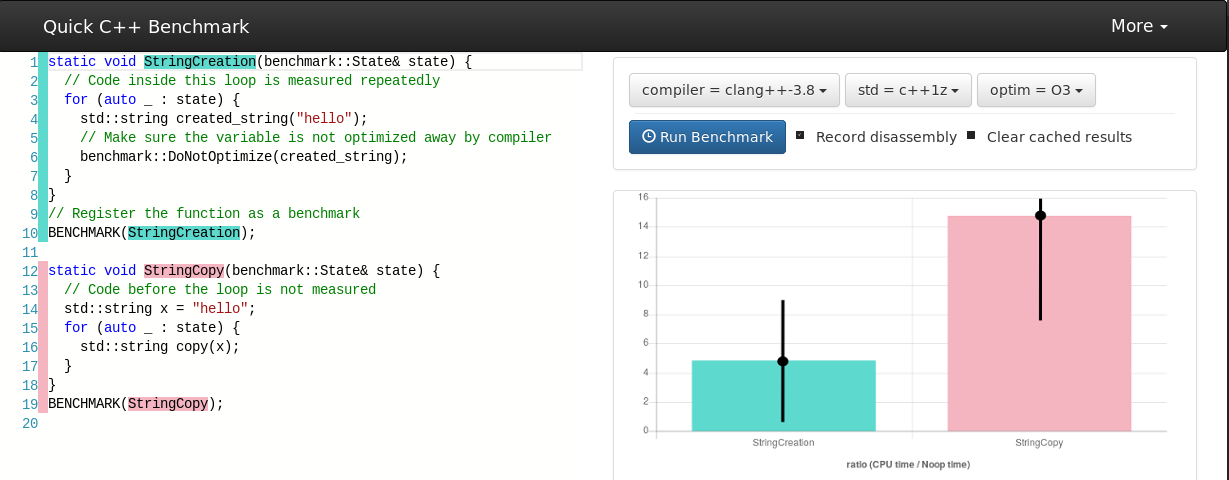 Quick C++ Benchmark
More
1 static void StringCreation(benchmark::State& state) {
2 // Code inside this loop is measured repeatedly
3 for (auto _ : state) {
4 std::string created_string("hello");
5 // Make sure the variable is not optimized away by compiler
6 benchmark::DoNotOptimize(created_string);
7 }
8 }
9 // Register the function as a benchmark
10 BENCHMARK(StringCreation);
11
12 static void StringCopy(benchmark::State& state) {
13 // Code before the loop is not measured
14 std::string x = "hello";
15 for (auto _ : state) {
16 std::string copy(x);
17 }
18 }
19 BENCHMARK(StringCopy);
20
compiler = clang++-3.8
std = c++1z
optim = O3
Run Benchmark
Record disassembly
Clear cached results
16
14
12
10
8
6
4
2
0
StringCreation
StringCopy
ratio (CPU time / Noop time)